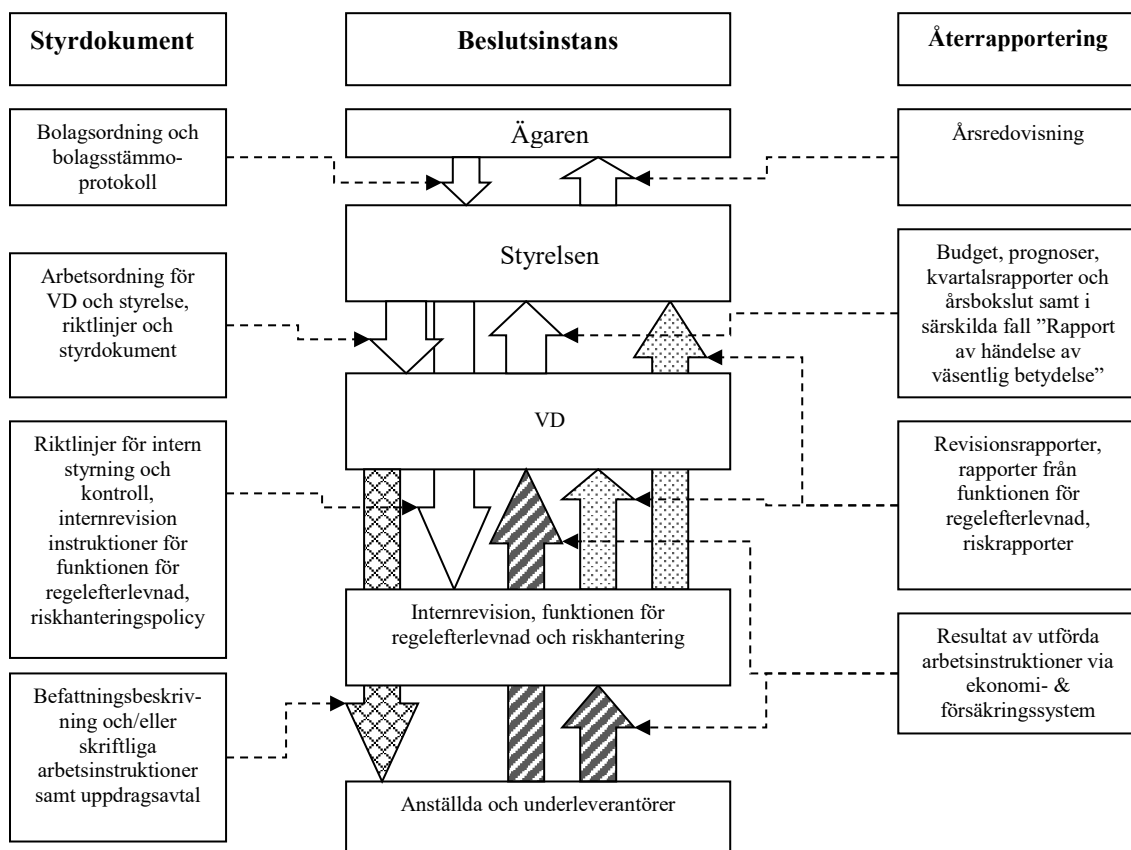 Styrdokument
Beslutsinstans
Återrapportering
Bolagsordning och
bolagsstämmo-
protokoll
Ägaren
Årsredovisning
Styrelsen
Arbetsordning för
VD och styrelse,
riktlinjer och
styrdokument
Budget, prognoser,
kvartalsrapporter och
årsbokslut samt i
särskilda fall ”Rapport
av händelse av
väsentlig betydelse”
VD
Riktlinjer för intern
styrning och
kontroll,
internrevision
instruktioner för
funktionen för
regelefterlevnad,
riskhanteringspolicy
Revisionsrapporter,
rapporter från
funktionen för
regelefterlevnad,
riskrapporter
Internrevision, funktionen för
regelefterlevnad och riskhantering
Resultat av utförda
arbetsinstruktioner via
ekonomi- &
försäkringssystem
Befattningsbeskriv-
ning och/eller
skriftliga
arbetsinstruktioner
samt uppdragsavtal
Anställda och underleverantörer